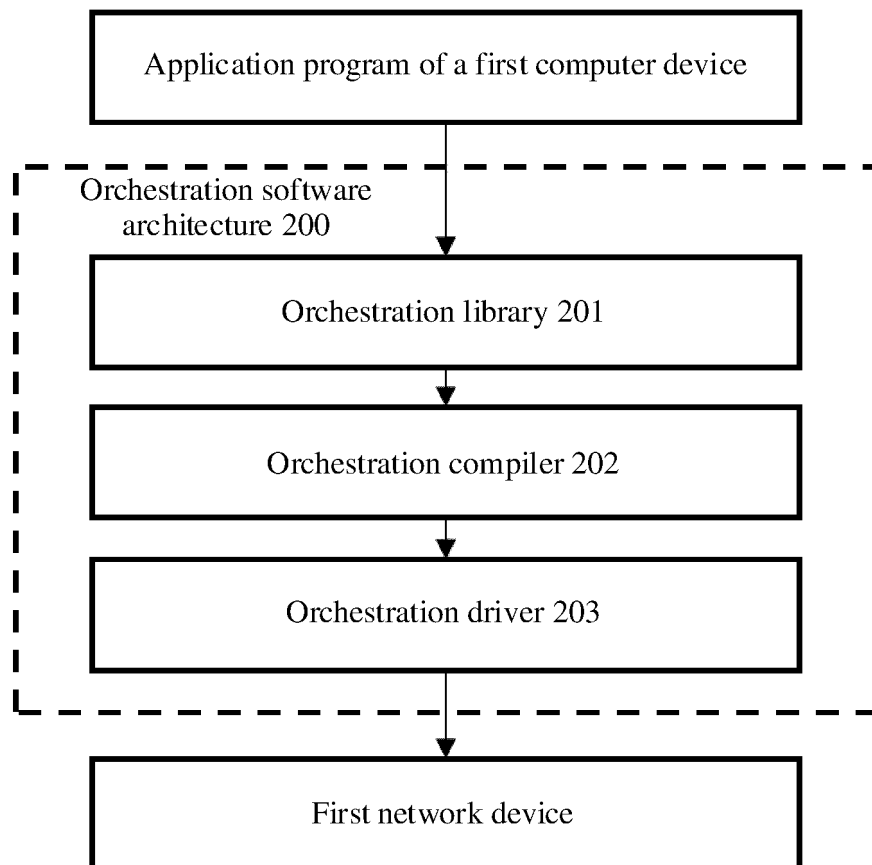 Application program of a first computer device
Orchestration software
architecture 200
Orchestration library 201
Orchestration compiler 202
Orchestration driver 203
First network device